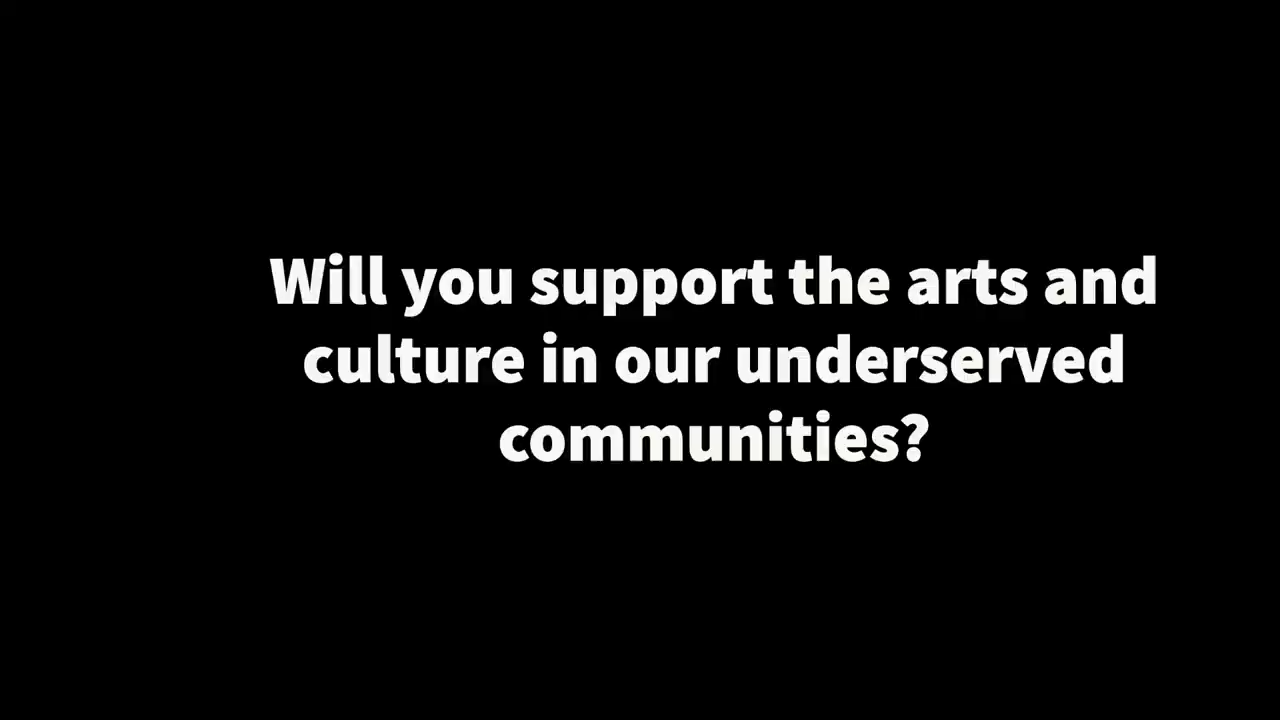 Will you support the arts and
culture in our underserved
communities?